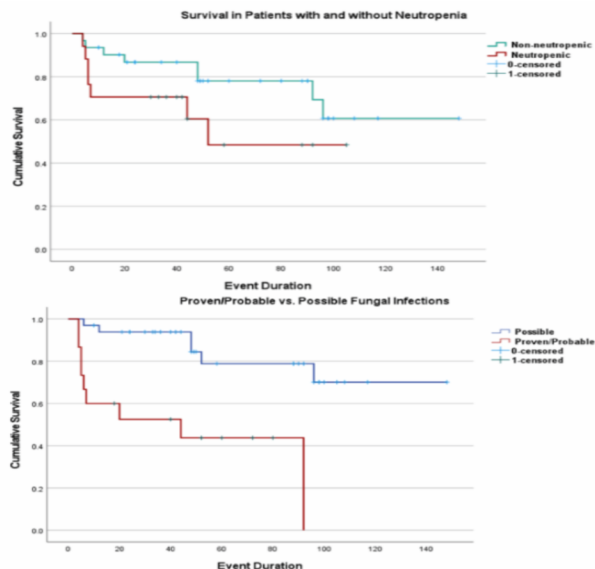 Survival in Patients with and without Neutropenia
1.0
0.8
0.6
0.4
0.2
0.0
Cumulative Survival
0 20 40 60 80 100 120 140
Event Duration
Non-neutropenic
Neutropenic
0-censored
1-censored
Proven/Probable vs. Possible Fungal Infections
1.0
0.8
0.6
0.4
0.2
0.0
Cumulative Survival
0 20 40 60 80 100 120 140
Event Duration
Possible
Proven/Probable
0-censored
1-censored